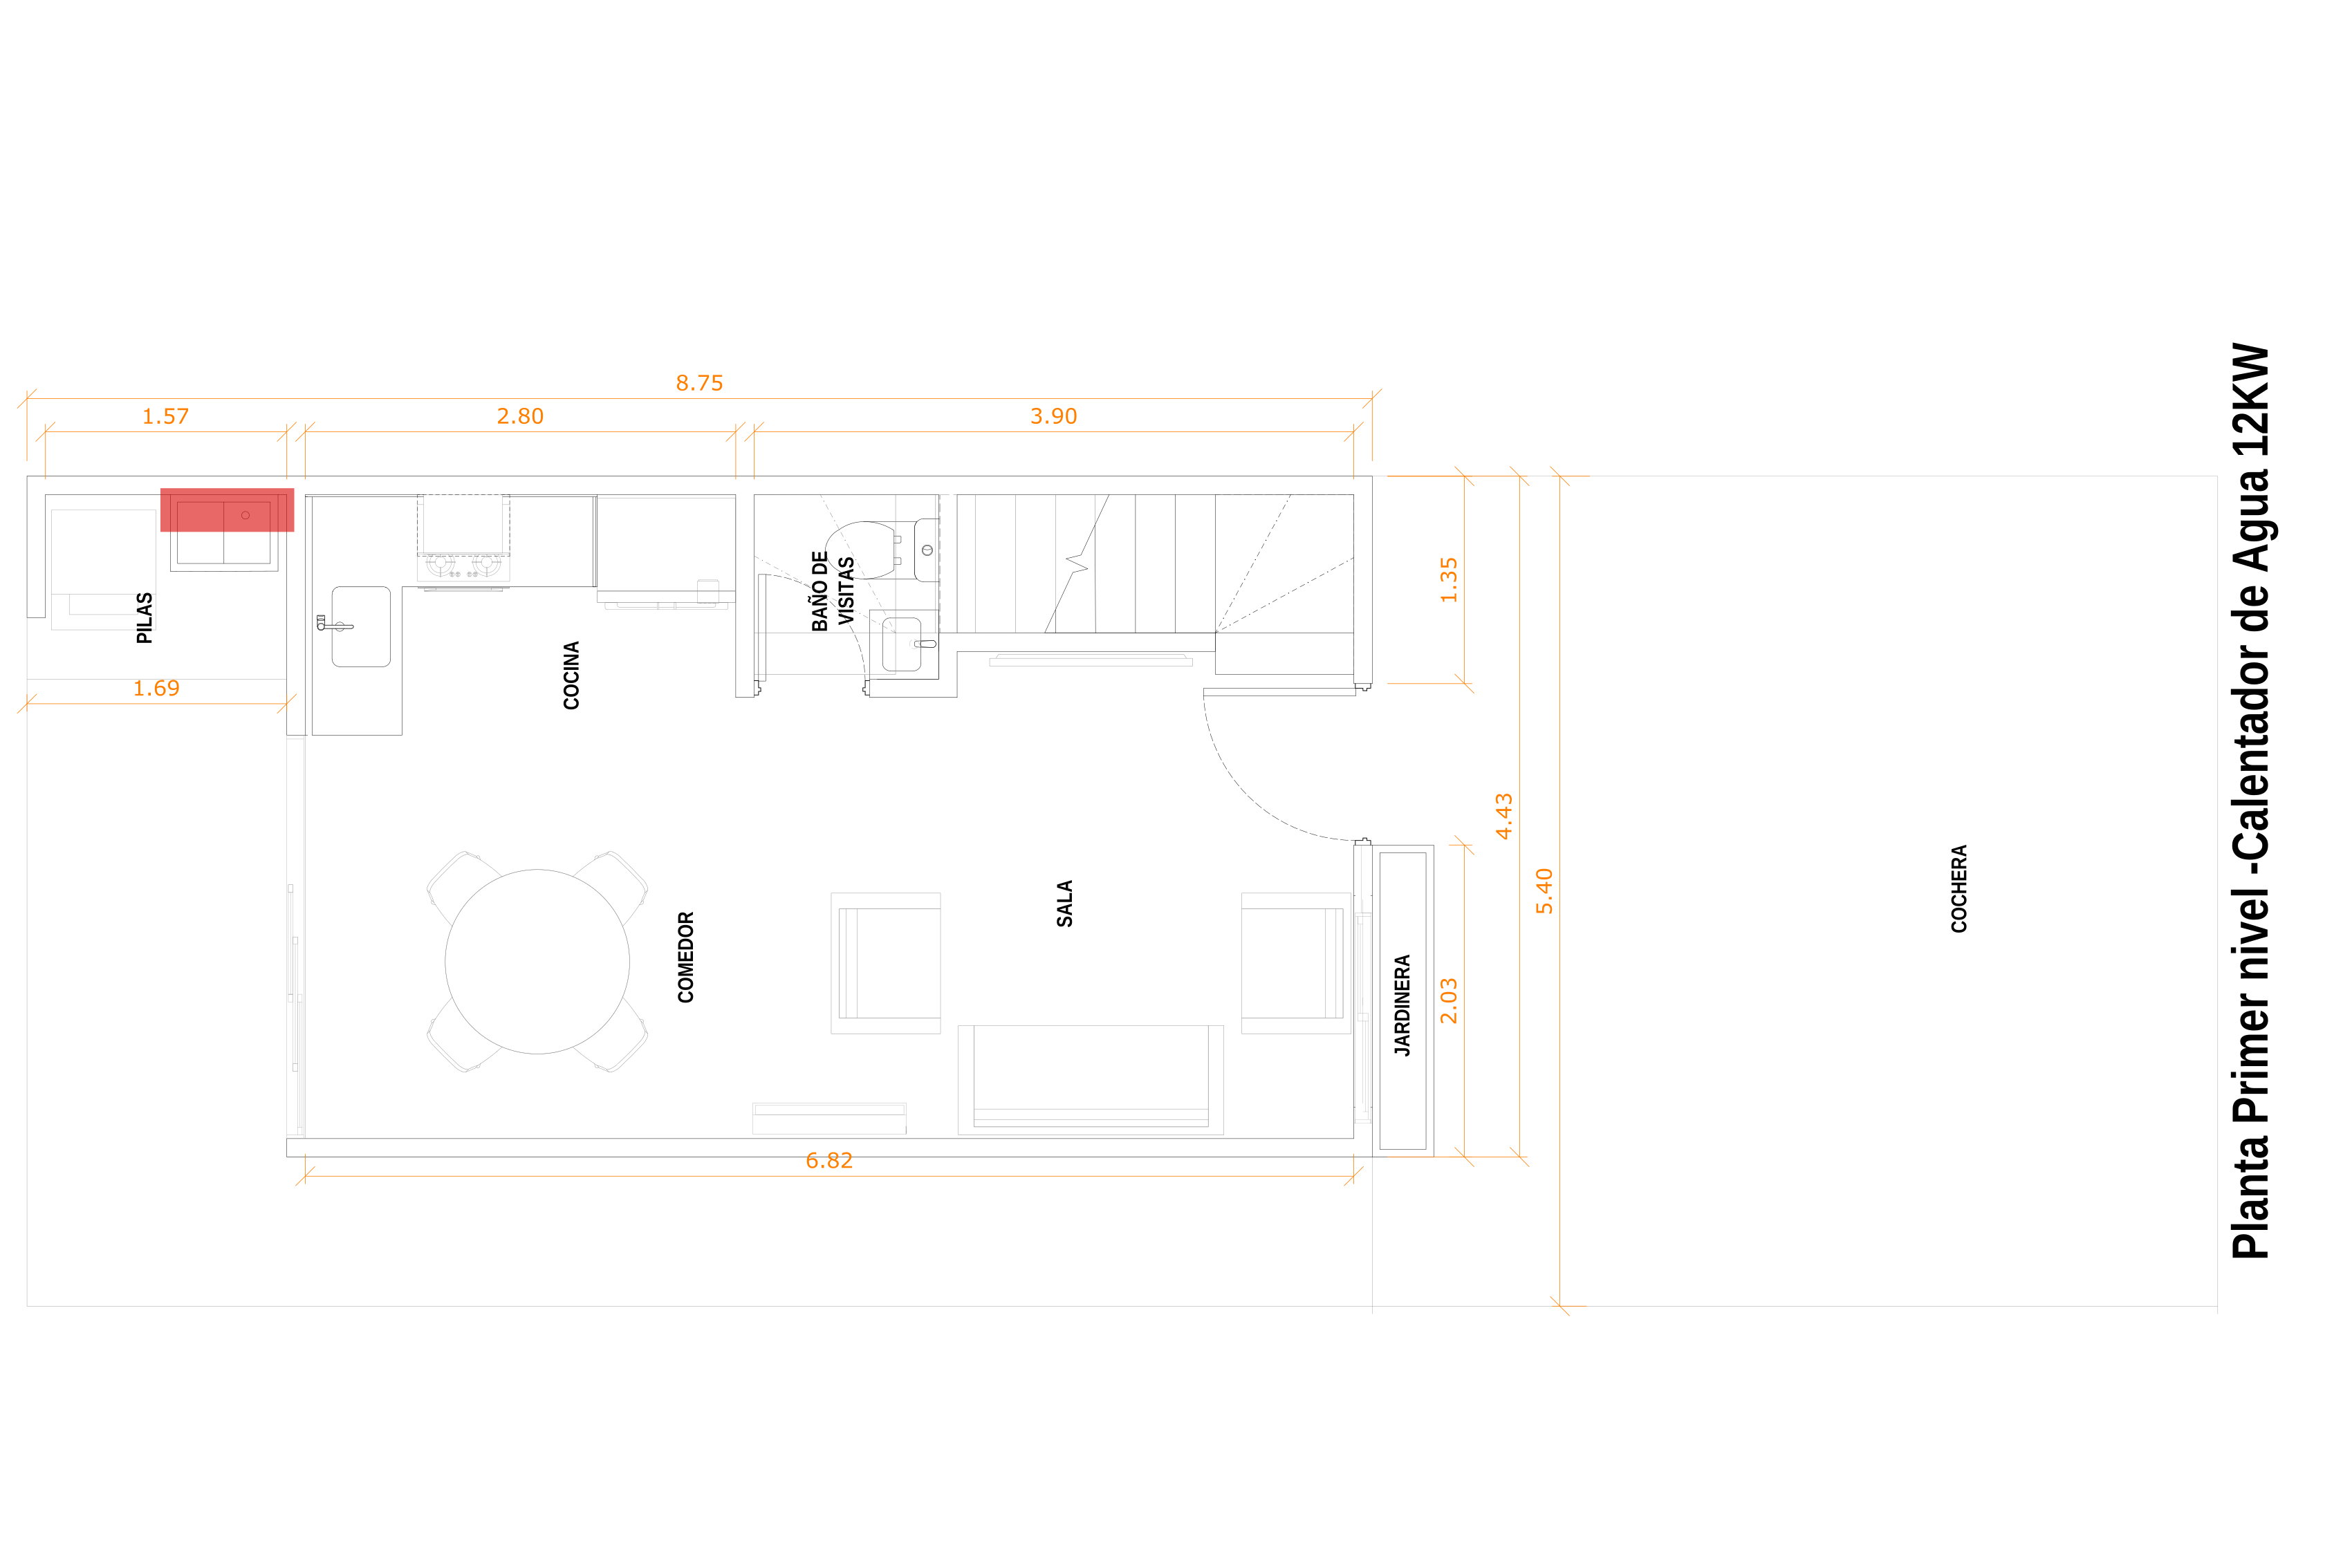 8.75
1.57
2.80
3.90
PILAS
1.69
COCINA
BAÑO DE
VISITAS
1.35
4.43
5.40
COMEDOR
SALA
JARDINERA
2.03
COCHERA
6.82
Planta Primer nivel -Calentador de Agua 12KW